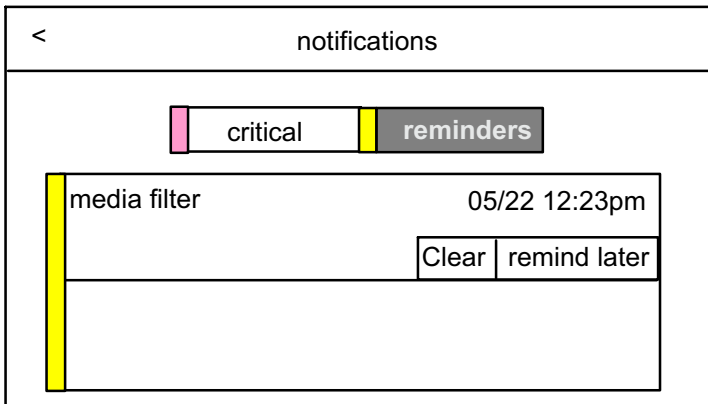 < notifications
critical reminders
media filter 05/22 12:23pm
Clear remind later